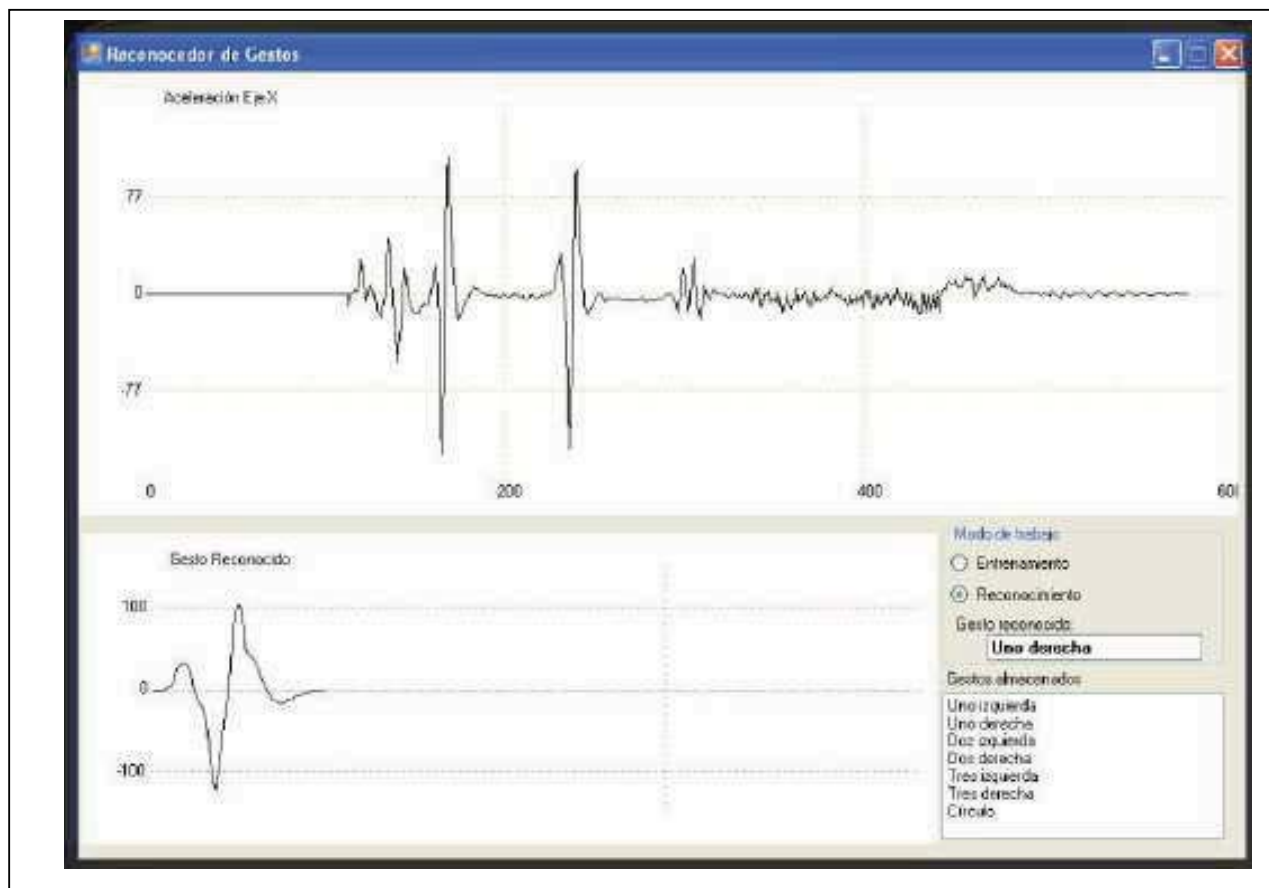 Reconocedor de Gestos
Aceleración Eje X
77
0
-77
0
200
400
600
Gesto Reconocido
100
0
-100
Modo de trabajo
Entrenamiento
Reconocimiento
Gesto reconocido:
Uno derecha
Gestos almacenados
Uno izquierda
Uno derecha
Doz izquierda
Dos derecha
Tres izquierda
Tres derecha
Círculo